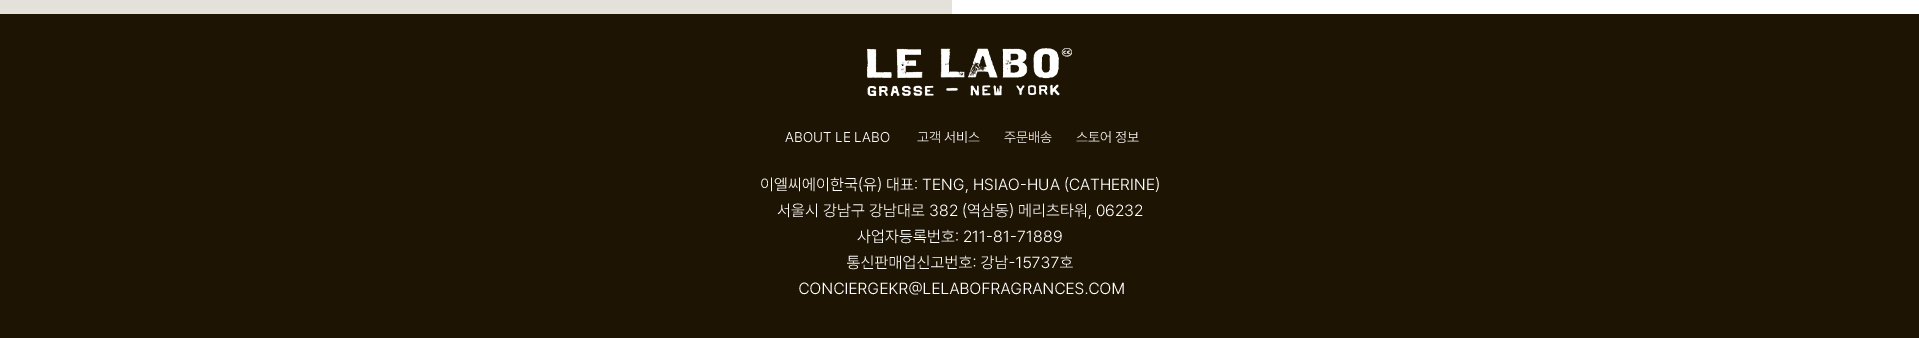 LE LABO
GRASSE — NEW YORK
ABOUT LE LABO 고객 서비스 주문배송 스토어 정보
이엘씨에이한국(유) 대표: TENG, HSIAO-HUA (CATHERINE)
서울시 강남구 강남대로 382 (역삼동) 메리츠타워, 06232
사업자등록번호: 211-81-71889
통신판매업신고번호: 강남-15737호
CONCIERGEKR@LELABOFRAGRANCES.COM